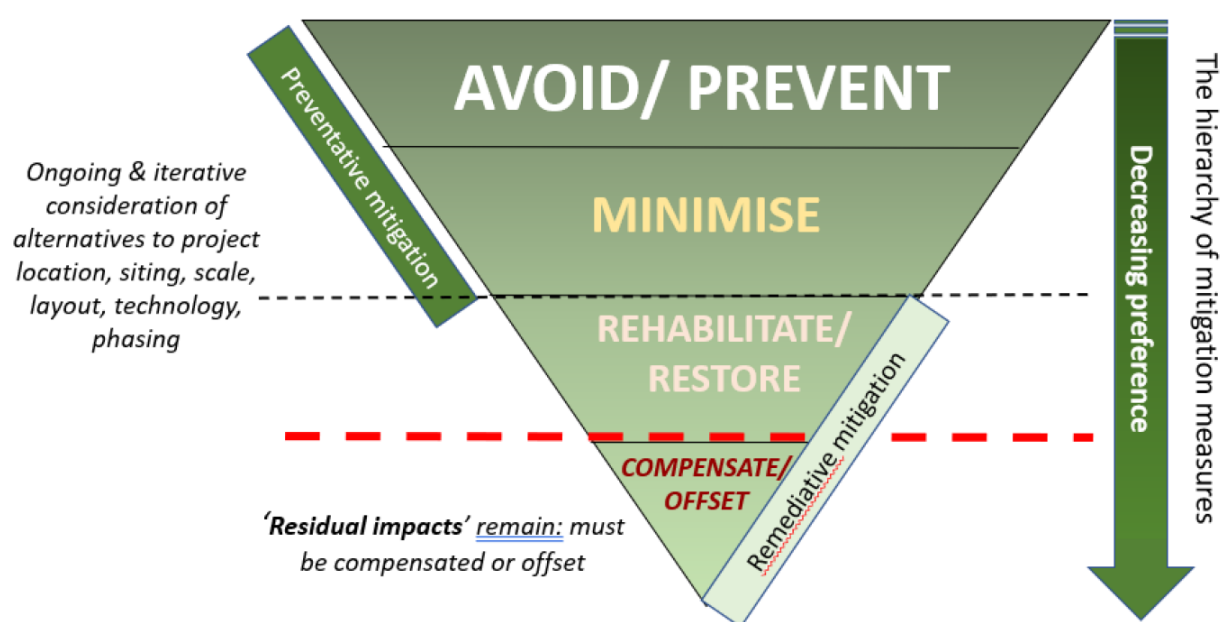 AVOID/ PREVENT
Preventative mitigation
MINIMISE
Ongoing & iterative
consideration of
alternatives to project
location, siting, scale,
layout, technology,
phasing
REHABILITATE/
RESTORE
COMPENSATE/
OFFSET
Remediative mitigation
‘Residual impacts’ remain: must
be compensated or offset
Decreasing preference
The hierarchy of mitigation measures